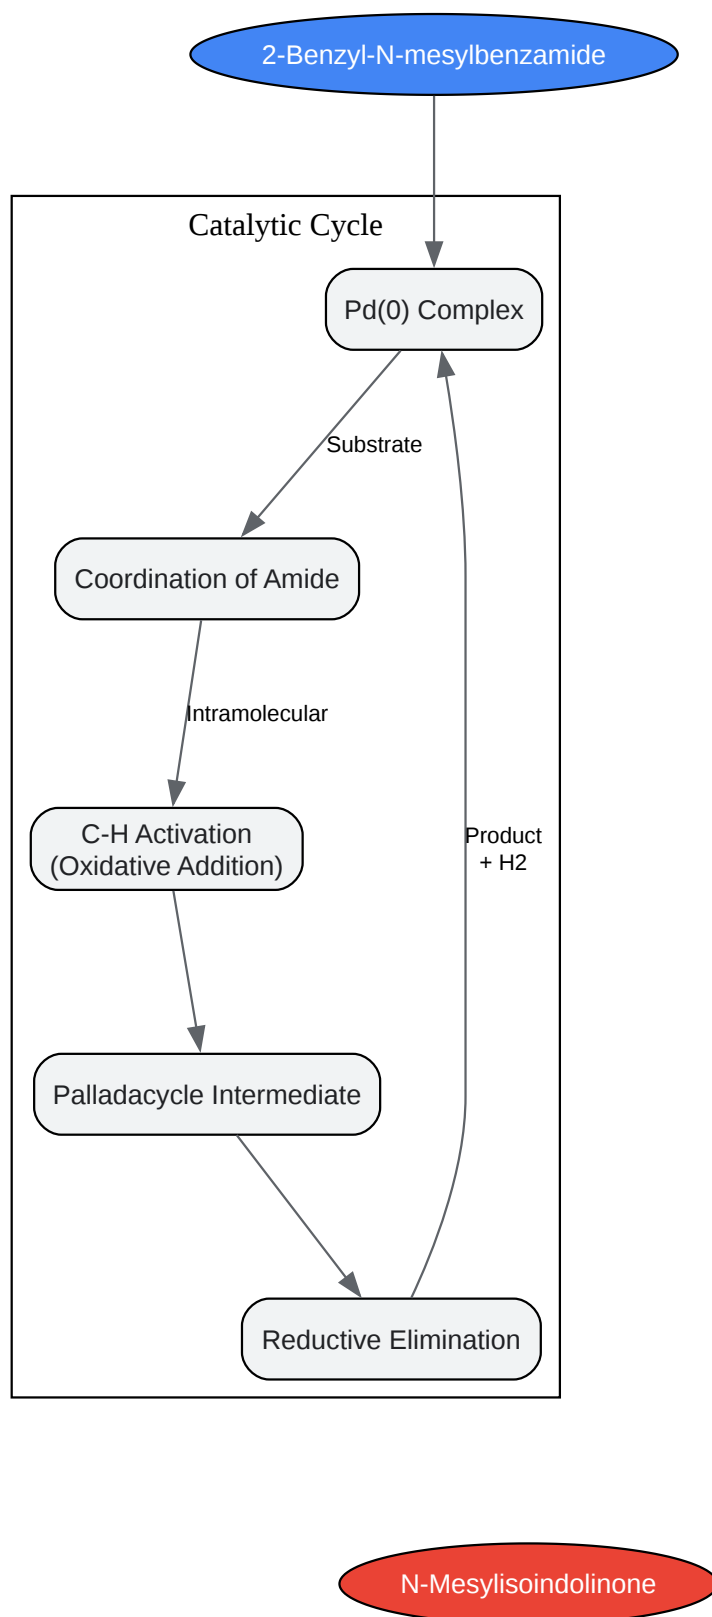 2-Benzyl-N-mesylbenzamide
Catalytic Cycle
Pd(0) Complex
Substrate
Coordination of Amide
Intramolecular
C-H Activation
(Oxidative Addition)
Product
+ H2
Palladacycle Intermediate
Reductive Elimination
N-Mesylisoindolinone